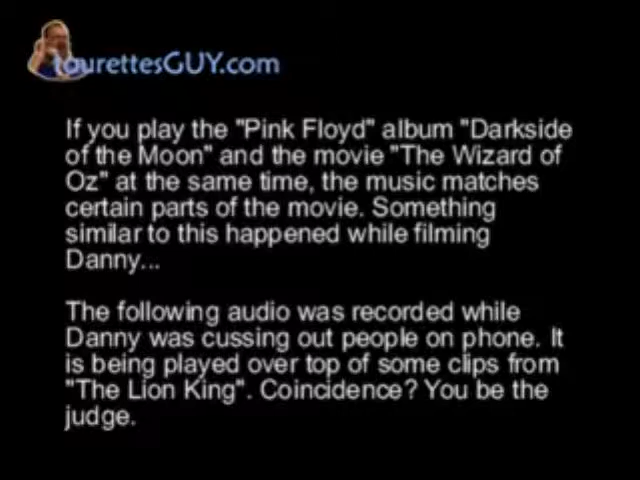 tourettesGUY.com
If you play the "Pink Floyd" album "Darkside
of the Moon" and the movie "The Wizard of
Oz" at the same time, the music matches
certain parts of the movie. Something
similar to this happened while filming
Danny...
The following audio was recorded while
Danny was cussing out people on phone. It
is being played over top of some clips from
"The Lion King". Coincidence? You be the
judge.